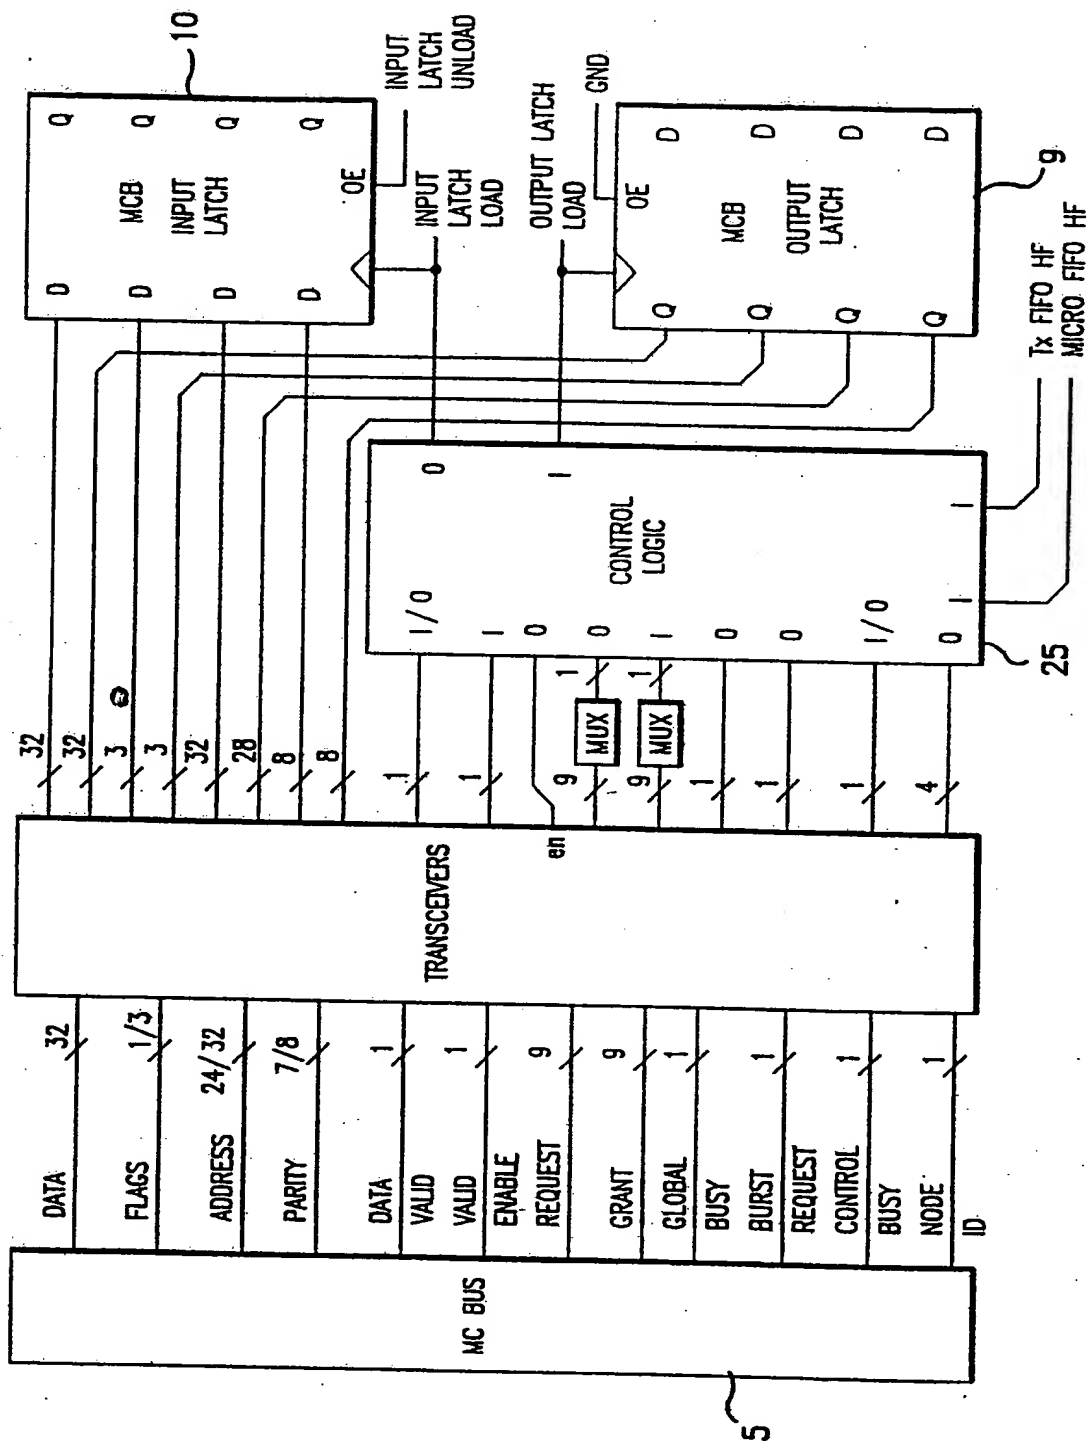 MC BUS
5
DATA
32
FLAGS
1/3
ADDRESS
24/32
PARITY
7/8
DATA
VALID
1
VALID
ENABLE
1
REQUEST
9
GRANT
9
GLOBAL
BUSY
1
BURST
REQUEST
1
CONTROL
BUSY
1
NODE
ID
1
TRANSCEIVERS
en
32
32
3
3
32
28
8
8
1
1
9
MUX
1
9
MUX
1
1
1
1
4
CONTROL
LOGIC
I/O
I
O
O
I
O
O
I/O
O
O
I
I
I
25
Tx FIFO HF
MICRO FIFO HF
MCB
INPUT
LATCH
D
D
D
D
Q
Q
Q
Q
OE
10
INPUT
LATCH
UNLOAD
INPUT
LATCH
LOAD
OUTPUT LATCH
LOAD
GND
MCB
OUTPUT
LATCH
OE
Q
Q
Q
Q
D
D
D
D
9